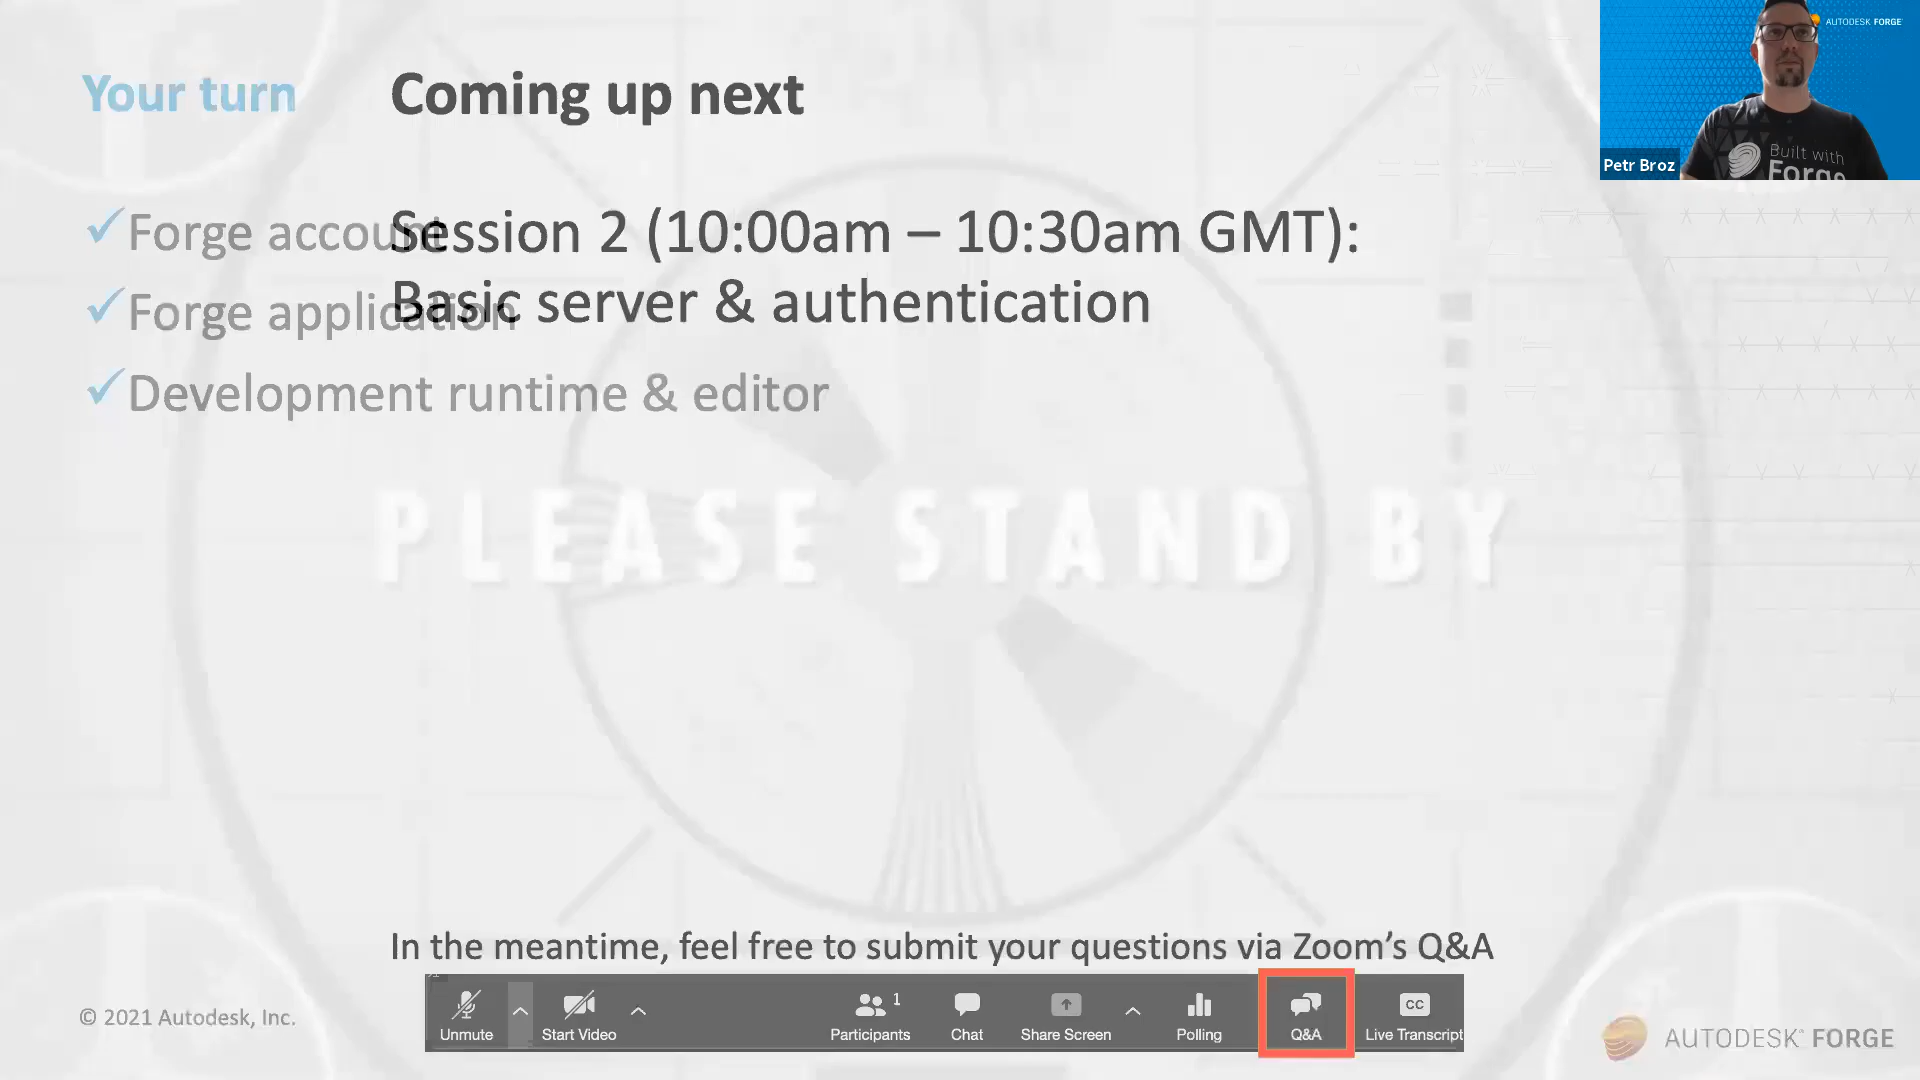 Your turn
Coming up next
AUTODESK FORGE
Built with
Forge
Petr Broz
Forge account
Session 2 (10:00am – 10:30am GMT):
Forge application
Basic server & authentication
Development runtime & editor
PLEASE STAND BY
In the meantime, feel free to submit your questions via Zoom’s Q&A
1
CC
Unmute
Start Video
Participants
Chat
Share Screen
Polling
Q&A
Live Transcript
© 2021 Autodesk, Inc.
AUTODESK FORGE